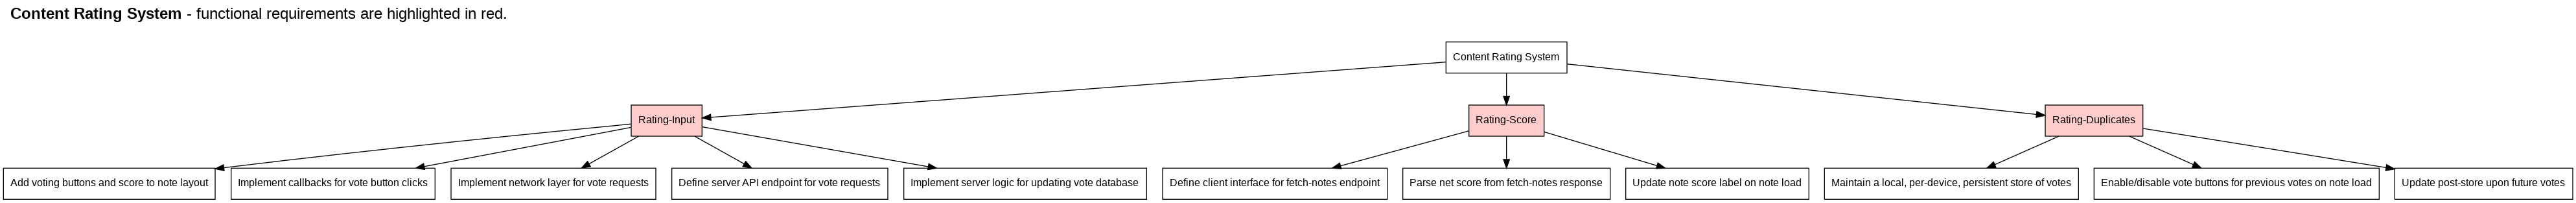 Content Rating System - functional requirements are highlighted in red.
Content Rating System
Rating-Input
Rating-Score
Rating-Duplicates
Add voting buttons and score to note layout
Implement callbacks for vote button clicks
Implement network layer for vote requests
Define server API endpoint for vote requests
Implement server logic for updating vote database
Define client interface for fetch-notes endpoint
Parse net score from fetch-notes response
Update note score label on note load
Maintain a local, per-device, persistent store of votes
Enable/disable vote buttons for previous votes on note load
Update post-store upon future votes